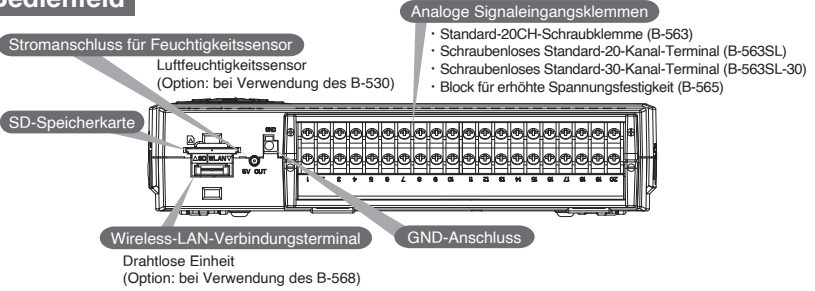 Bedienfeld
Analoge Signaleingangsklemmen
・Standard-20CH-Schraubklemme (B-563)
・Schraubenloses Standard-20-Kanal-Terminal (B-563SL)
・Schraubenloses Standard-30-Kanal-Terminal (B-563SL-30)
・Block für erhöhte Spannungsfestigkeit (B-565)
Stromanschluss für Feuchtigkeitssensor
Luftfeuchtigkeitssensor
(Option: bei Verwendung des B-530)
SD-Speicherkarte
GND
△SD WLAN▽
5V OUT
1 2 3 4 5 6 7 8 9 10 11 12 13 14 15 16 17 18 19 20
Wireless-LAN-Verbindungsterminal
GND-Anschluss
Drahtlose Einheit
(Option: bei Verwendung des B-568)